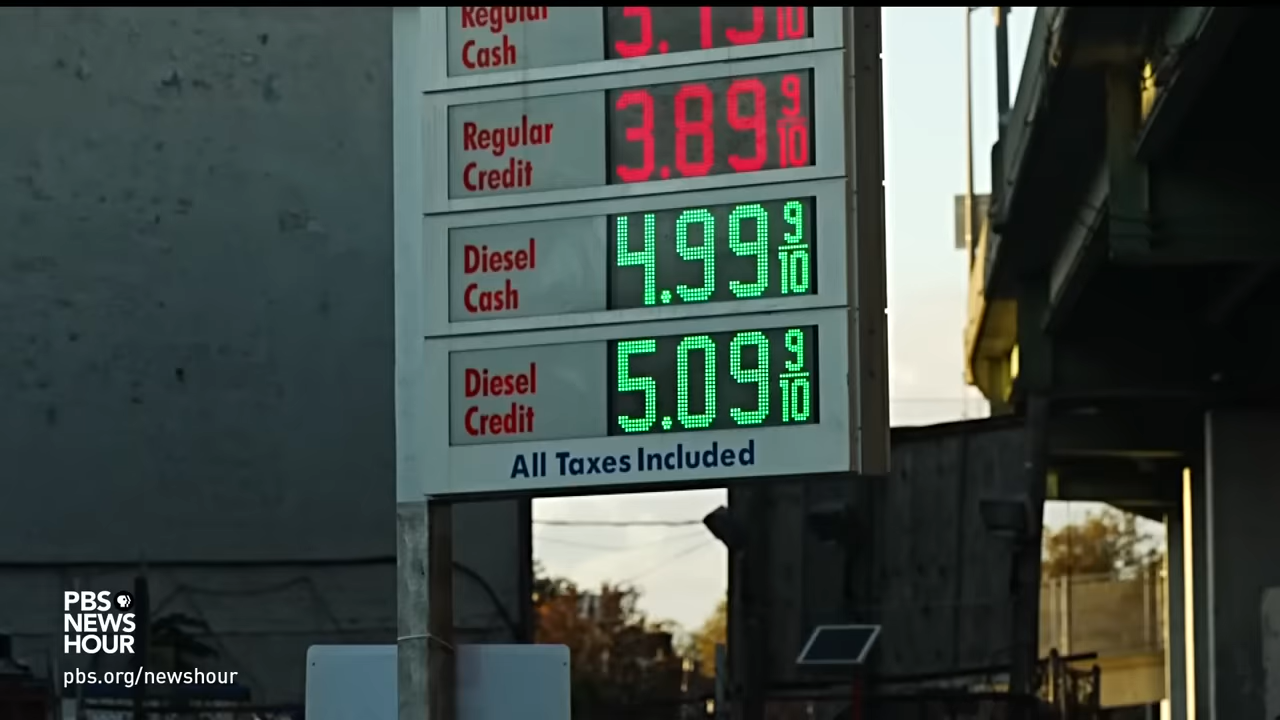 Regular
Cash
Regular
Credit
3.89 9/10
Diesel
Cash
4.99 9/10
Diesel
Credit
5.09 9/10
All Taxes Included
PBS
NEWS
HOUR
pbs.org/newshour